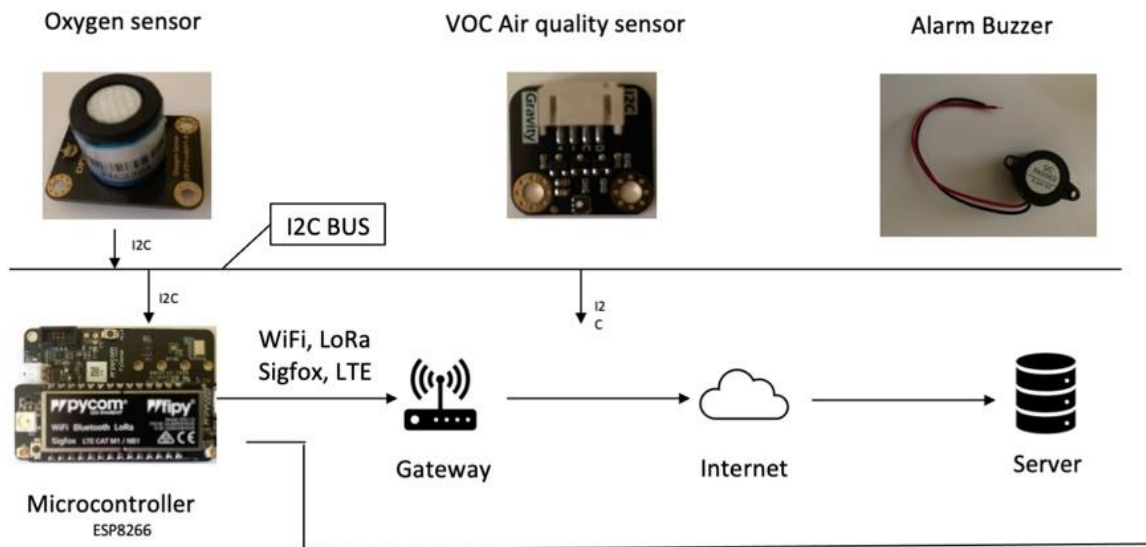 Oxygen sensor
VOC Air quality sensor
Alarm Buzzer
Gravity
I2C
I2C
I2C BUS
I2C
I2
C
WiFi, LoRa
Sigfox, LTE
pycom
fipy
WiFi Bluetooth LoRa
Sigfox LTE CAT M1 / NB1
Gateway
Internet
Server
Microcontroller
ESP8266